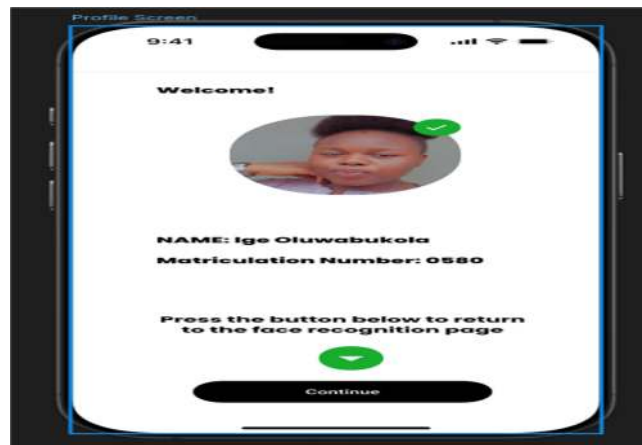 Profile Screen
9:41
Welcome!
NAME: Ige Oluwabukola
Matriculation Number: 0580
Press the button below to return
to the face recognition page
Continue